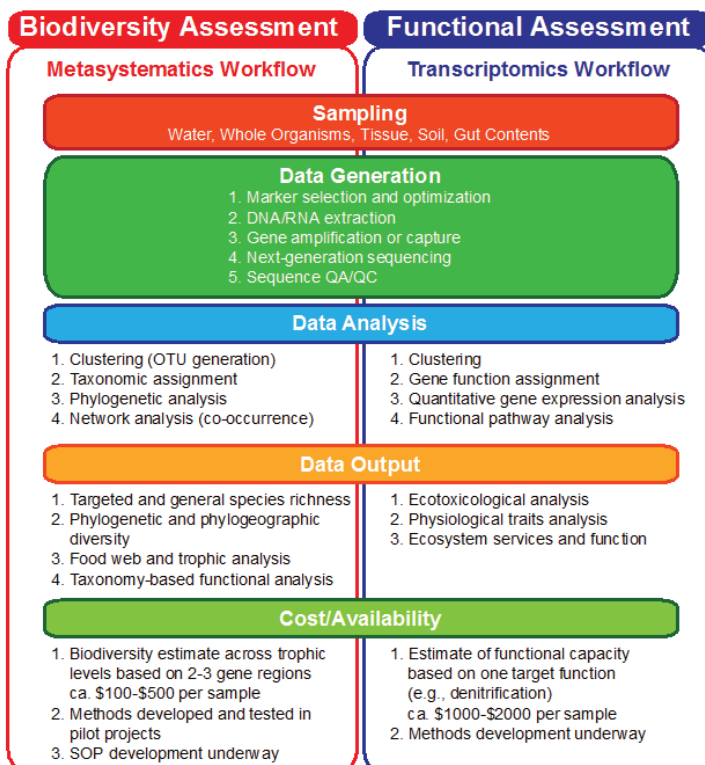 Biodiversity Assessment
Functional Assessment
Metasystematics Workflow
Transcriptomics Workflow
Sampling
Water, Whole Organisms, Tissue, Soil, Gut Contents
Data Generation
1. Marker selection and optimization
2. DNA/RNA extraction
3. Gene amplification or capture
4. Next-generation sequencing
5. Sequence QA/QC
Data Analysis
1. Clustering (OTU generation)
2. Taxonomic assignment
3. Phylogenetic analysis
4. Network analysis (co-occurrence)
1. Clustering
2. Gene function assignment
3. Quantitative gene expression analysis
4. Functional pathway analysis
Data Output
1. Targeted and general species richness
2. Phylogenetic and phylogeographic
diversity
3. Food web and trophic analysis
4. Taxonomy-based functional analysis
1. Ecotoxicological analysis
2. Physiological traits analysis
3. Ecosystem services and function
Cost/Availability
1. Biodiversity estimate across trophic
levels based on 2-3 gene regions
ca. $100-$500 per sample
2. Methods developed and tested in
pilot projects
3. SOP development underway
1. Estimate of functional capacity
based on one target function
(e.g., denitrification)
ca. $1000-$2000 per sample
2. Methods development underway